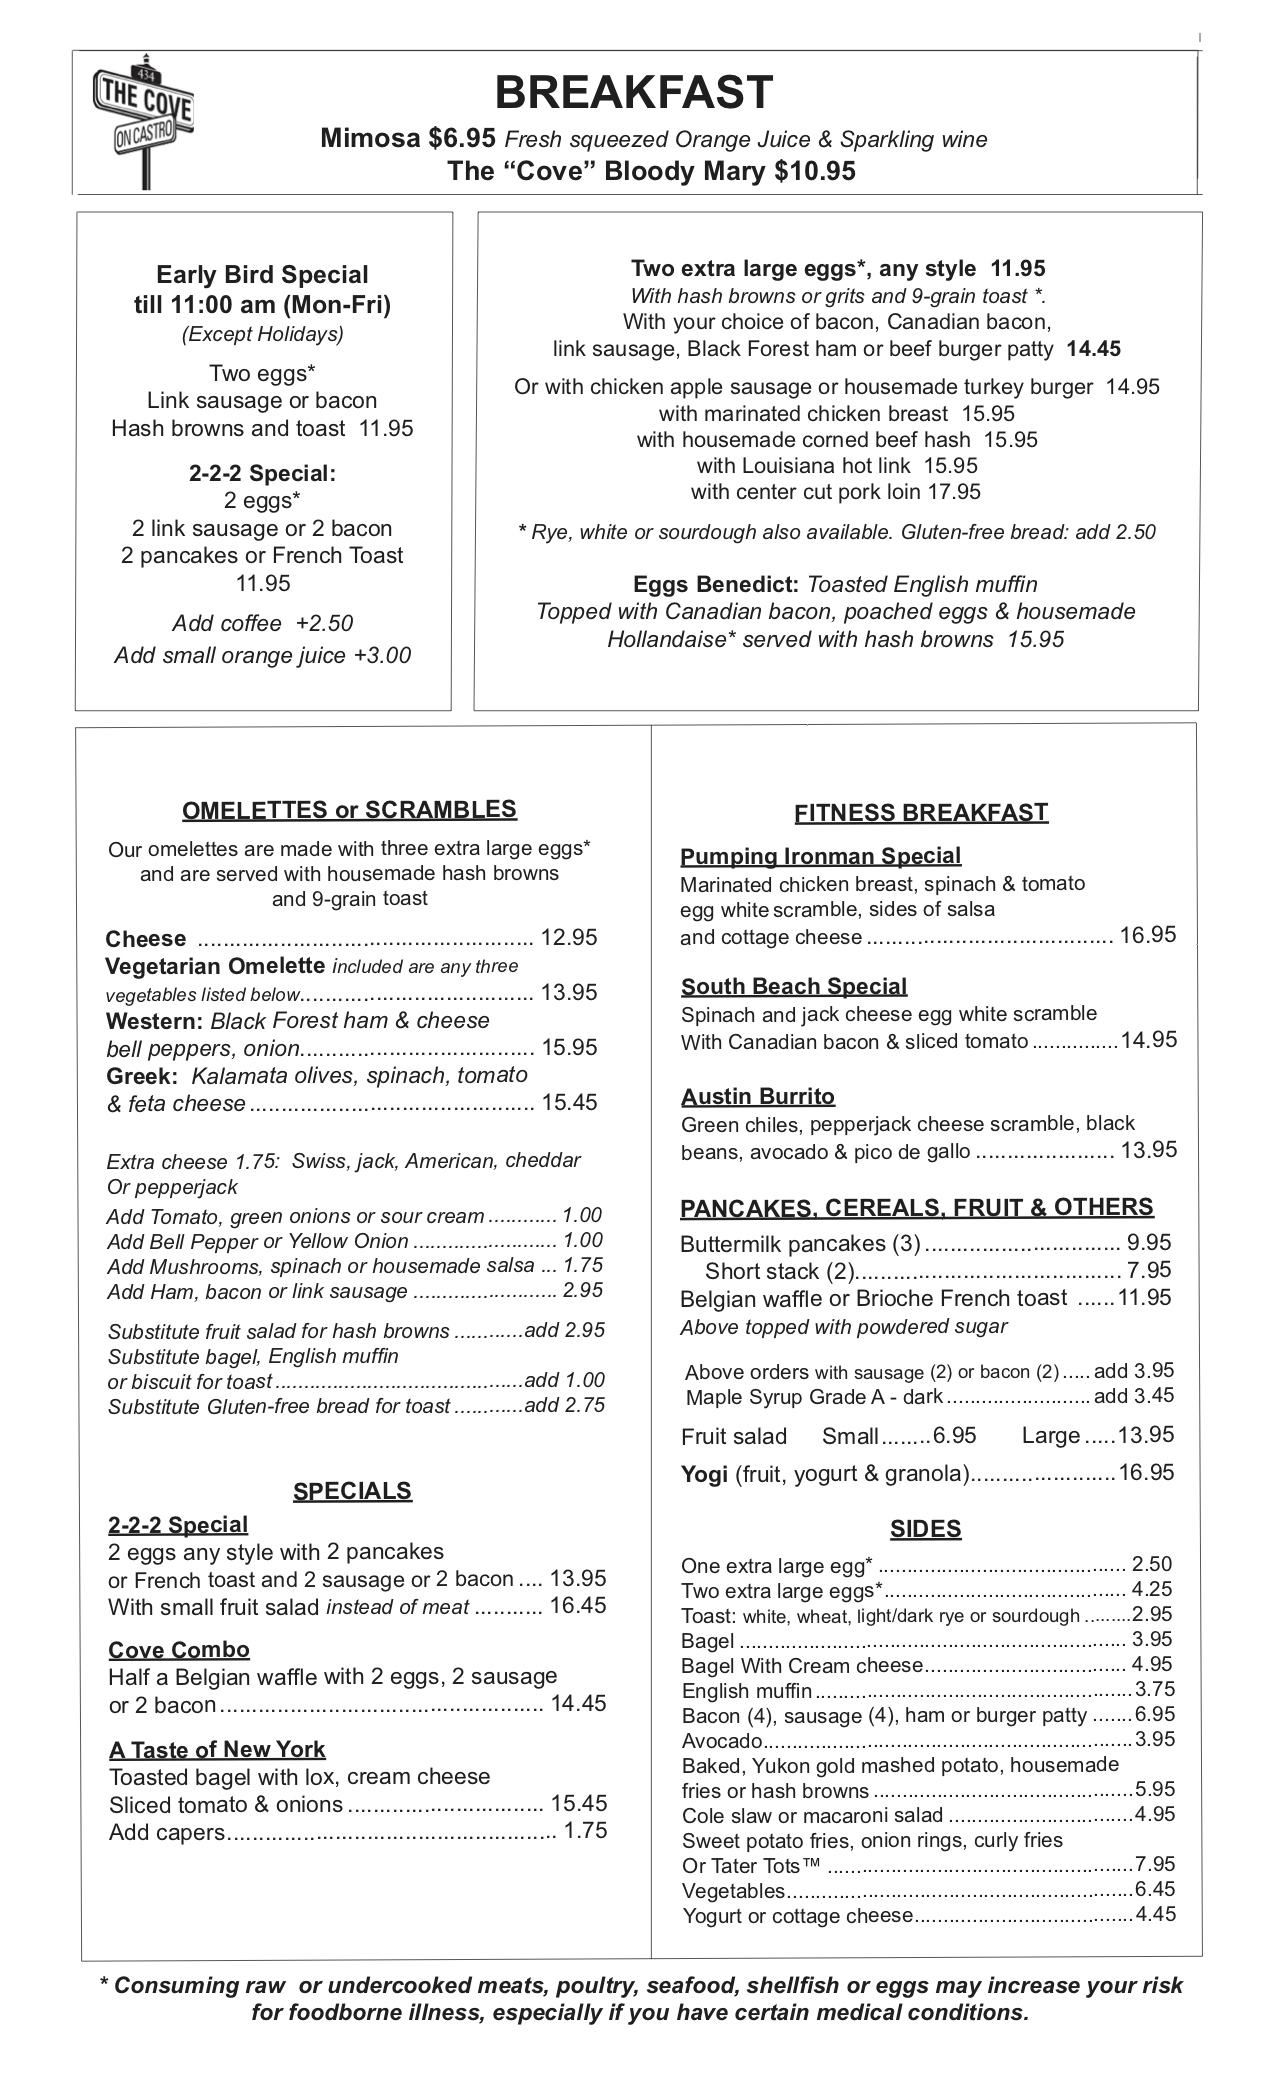 434
THE COVE
ON CASTRO
BREAKFAST
Mimosa $6.95 Fresh squeezed Orange Juice & Sparkling wine
The “Cove” Bloody Mary $10.95
Early Bird Special
till 11:00 am (Mon-Fri)
(Except Holidays)
Two eggs*
Link sausage or bacon
Hash browns and toast 11.95
2-2-2 Special:
2 eggs*
2 link sausage or 2 bacon
2 pancakes or French Toast
11.95
Add coffee +2.50
Add small orange juice +3.00
Two extra large eggs*, any style 11.95
With hash browns or grits and 9-grain toast *.
With your choice of bacon, Canadian bacon,
link sausage, Black Forest ham or beef burger patty 14.45
Or with chicken apple sausage or housemade turkey burger 14.95
with marinated chicken breast 15.95
with housemade corned beef hash 15.95
with Louisiana hot link 15.95
with center cut pork loin 17.95
* Rye, white or sourdough also available. Gluten-free bread: add 2.50
Eggs Benedict: Toasted English muffin
Topped with Canadian bacon, poached eggs & housemade
Hollandaise* served with hash browns 15.95
OMELETTES or SCRAMBLES
Our omelettes are made with three extra large eggs*
and are served with housemade hash browns
and 9-grain toast
Cheese ..................................................... 12.95
Vegetarian Omelette included are any three
vegetables listed below..................................... 13.95
Western: Black Forest ham & cheese
bell peppers, onion..................................... 15.95
Greek: Kalamata olives, spinach, tomato
& feta cheese ............................................. 15.45
Extra cheese 1.75: Swiss, jack, American, cheddar
Or pepperjack
Add Tomato, green onions or sour cream ............ 1.00
Add Bell Pepper or Yellow Onion ......................... 1.00
Add Mushrooms, spinach or housemade salsa ... 1.75
Add Ham, bacon or link sausage ......................... 2.95
Substitute fruit salad for hash browns ............add 2.95
Substitute bagel, English muffin
or biscuit for toast ...........................................add 1.00
Substitute Gluten-free bread for toast ............add 2.75
SPECIALS
2-2-2 Special
2 eggs any style with 2 pancakes
or French toast and 2 sausage or 2 bacon .... 13.95
With small fruit salad instead of meat ........... 16.45
Cove Combo
Half a Belgian waffle with 2 eggs, 2 sausage
or 2 bacon ................................................... 14.45
A Taste of New York
Toasted bagel with lox, cream cheese
Sliced tomato & onions ............................... 15.45
Add capers.................................................... 1.75
FITNESS BREAKFAST
Pumping Ironman Special
Marinated chicken breast, spinach & tomato
egg white scramble, sides of salsa
and cottage cheese ....................................... 16.95
South Beach Special
Spinach and jack cheese egg white scramble
With Canadian bacon & sliced tomato ...............14.95
Austin Burrito
Green chiles, pepperjack cheese scramble, black
beans, avocado & pico de gallo ...................... 13.95
PANCAKES, CEREALS, FRUIT & OTHERS
Buttermilk pancakes (3) ............................... 9.95
Short stack (2).......................................... 7.95
Belgian waffle or Brioche French toast ......11.95
Above topped with powdered sugar
Above orders with sausage (2) or bacon (2) ..... add 3.95
Maple Syrup Grade A - dark ......................... add 3.45
Fruit salad Small ........6.95 Large .....13.95
Yogi (fruit, yogurt & granola).......................16.95
SIDES
One extra large egg* ........................................... 2.50
Two extra large eggs*.......................................... 4.25
Toast: white, wheat, light/dark rye or sourdough ........2.95
Bagel ................................................................... 3.95
Bagel With Cream cheese................................... 4.95
English muffin .......................................................3.75
Bacon (4), sausage (4), ham or burger patty .......6.95
Avocado................................................................3.95
Baked, Yukon gold mashed potato, housemade
fries or hash browns .............................................5.95
Cole slaw or macaroni salad ................................4.95
Sweet potato fries, onion rings, curly fries
Or Tater Tots™ .....................................................7.95
Vegetables............................................................6.45
Yogurt or cottage cheese......................................4.45
* Consuming raw or undercooked meats, poultry, seafood, shellfish or eggs may increase your risk
for foodborne illness, especially if you have certain medical conditions.